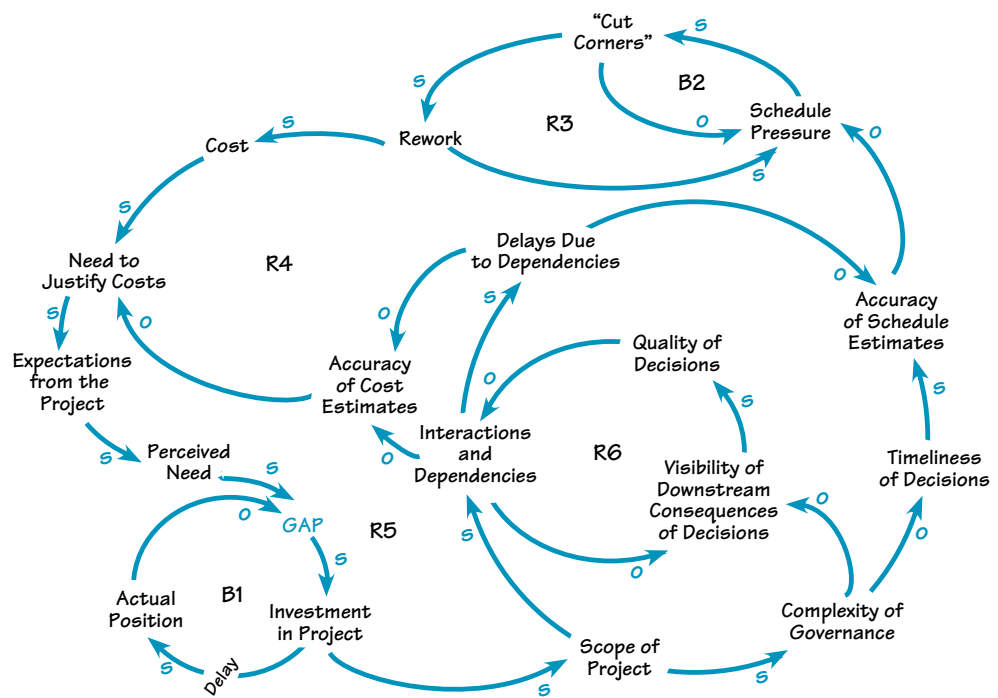 “Cut
Corners”
S
B2
S
Schedule
Pressure
R3
O
O
S
Rework
S
Cost
S
S
Delays Due
to Dependencies
Need to
Justify Costs
R4
O
S
S
O
O
Accuracy
of Schedule
Estimates
Quality of
Decisions
Expectations
from the
Project
Accuracy
of Cost
Estimates
O
S
S
Interactions
and
Dependencies
R6
Perceived
Need
S
S
O
Visibility of
Downstream
Consequences
of Decisions
Timeliness
of Decisions
O
GAP
R5
S
O
O
S
O
Actual
Position
B1
Investment
in Project
Complexity of
Governance
Scope of
Project
S
Delay
S
S